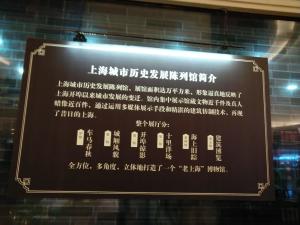 上海城市历史发展陈列馆简介
上海城市历史发展陈列馆，展馆面积达万平方米，形象逼真地反映了
上海开埠以来城市发展的变迁。馆内集中展示馆藏文物近千件及真人
蜡像近百件，通过运用多媒体展示手段和精湛的建筑仿制技术，再现
了昔日的上海。
整个展厅分：
车马春秋
城厢风貌
开埠掠影
十里洋场
海上旧踪
建筑博览
全方位、多角度、立体地打造了一个“老上海”博物馆。